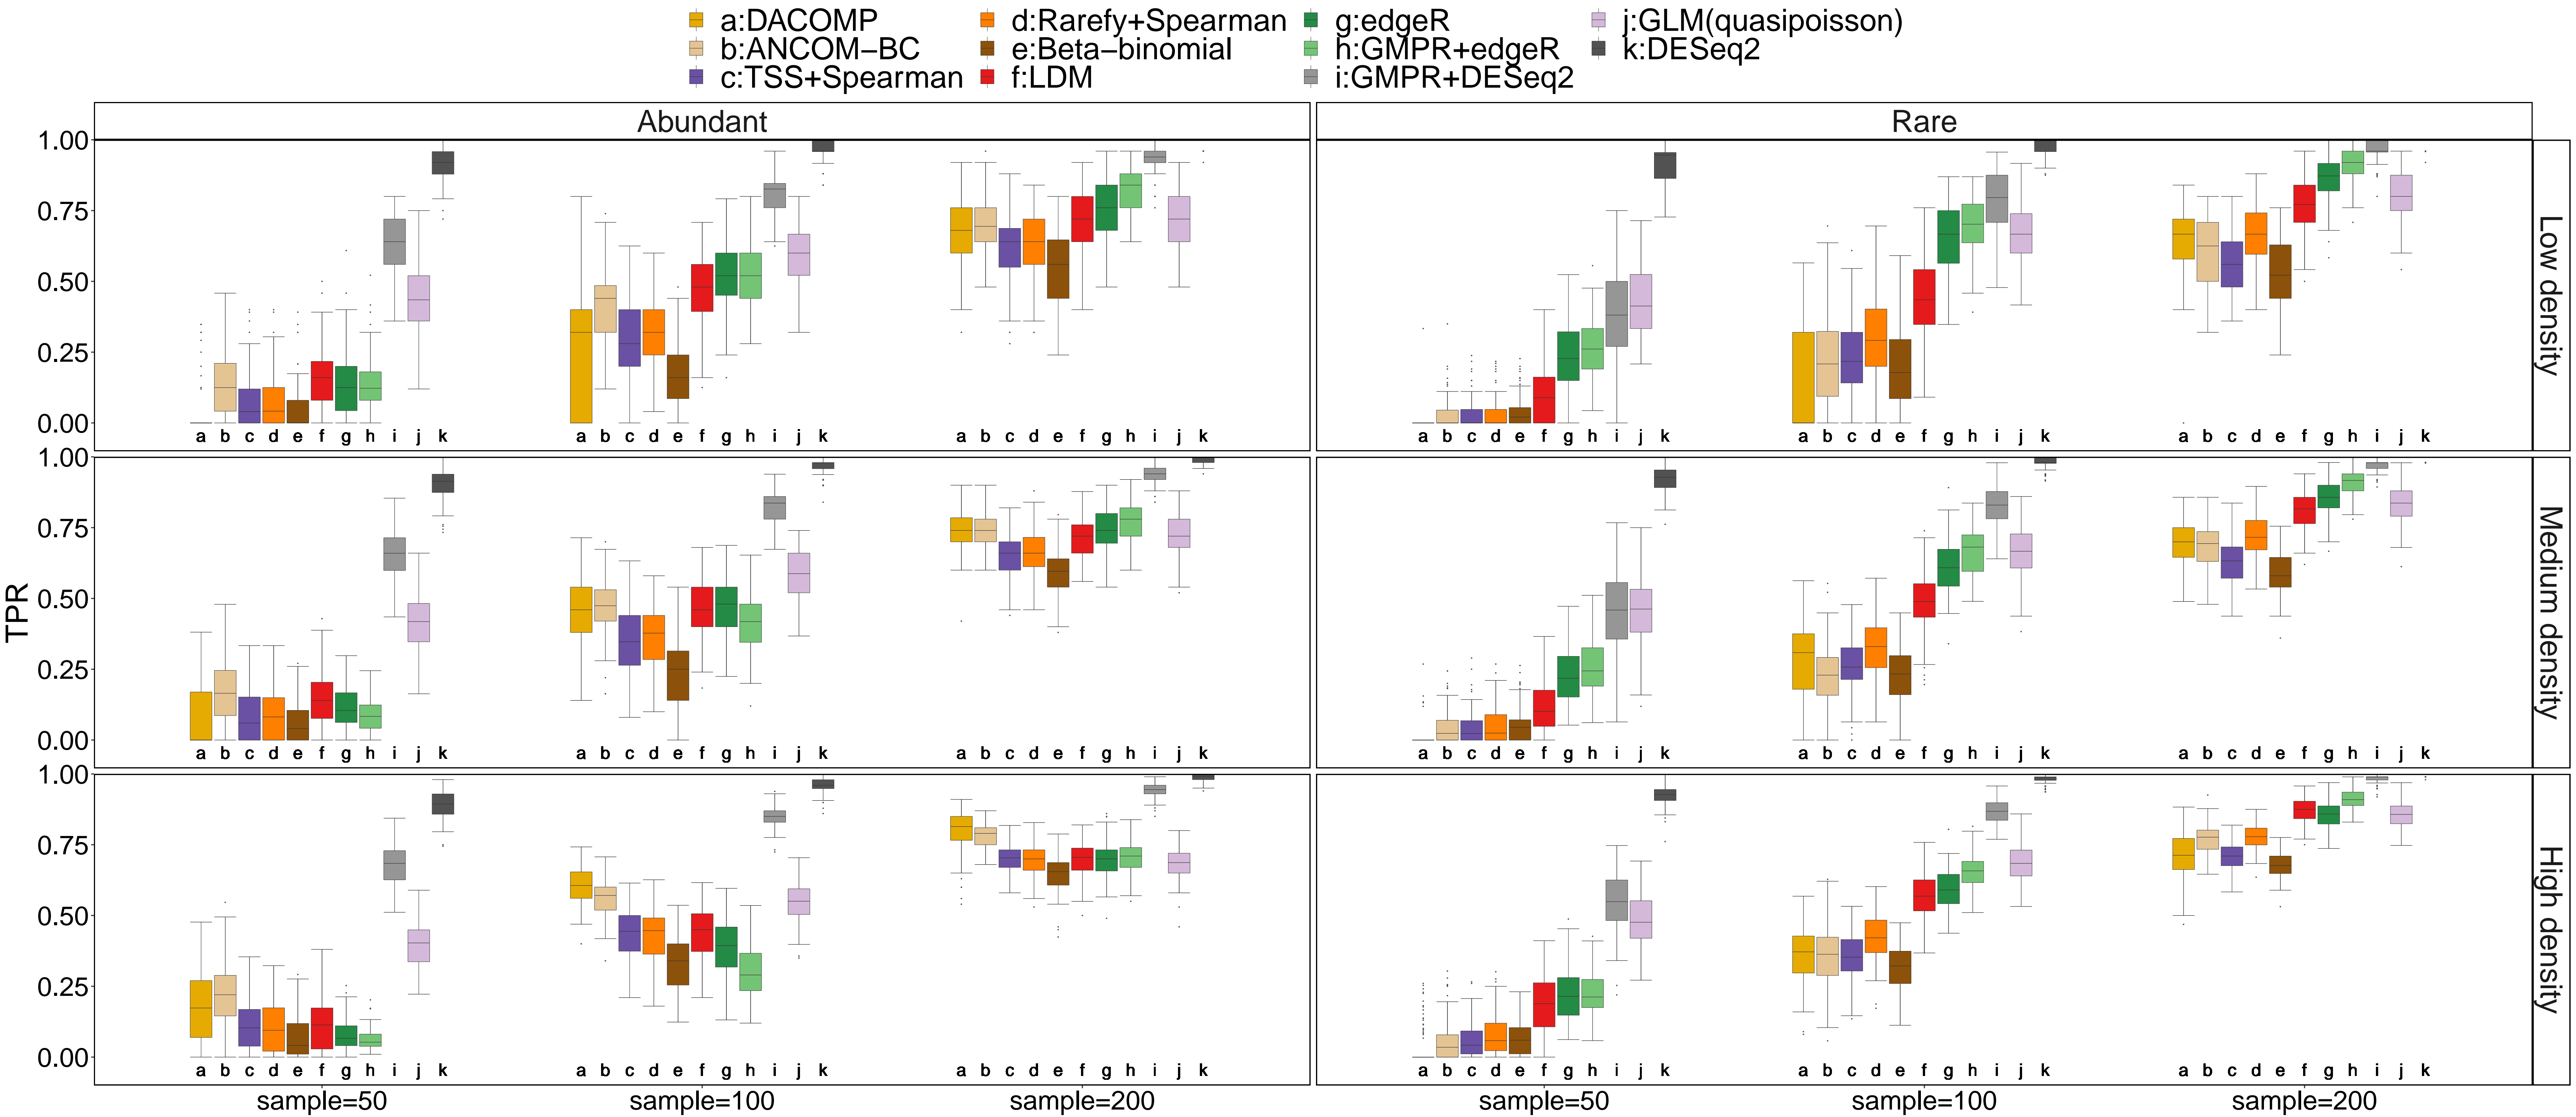 a:DACOMP d:Rarefy+Spearman g:edgeR j:GLM(quasipoisson)
b:ANCOM−BC e:Beta−binomial h:GMPR+edgeR k:DESeq2
c:TSS+Spearman f:LDM i:GMPR+DESeq2
Abundant Rare
1.00
0.75
0.50
0.25
0.00
a b c d e f g h i j k a b c d e f g h i j k a b c d e f g h i j k a b c d e f g h i j k a b c d e f g h i j k a b c d e f g h i j k
Low density
1.00
0.75
0.50
0.25
0.00
a b c d e f g h i j k a b c d e f g h i j k a b c d e f g h i j k a b c d e f g h i j k a b c d e f g h i j k a b c d e f g h i j k
Medium density
TPR
1.00
0.75
0.50
0.25
0.00
a b c d e f g h i j k a b c d e f g h i j k a b c d e f g h i j k a b c d e f g h i j k a b c d e f g h i j k a b c d e f g h i j k
High density
sample=50 sample=100 sample=200 sample=50 sample=100 sample=200